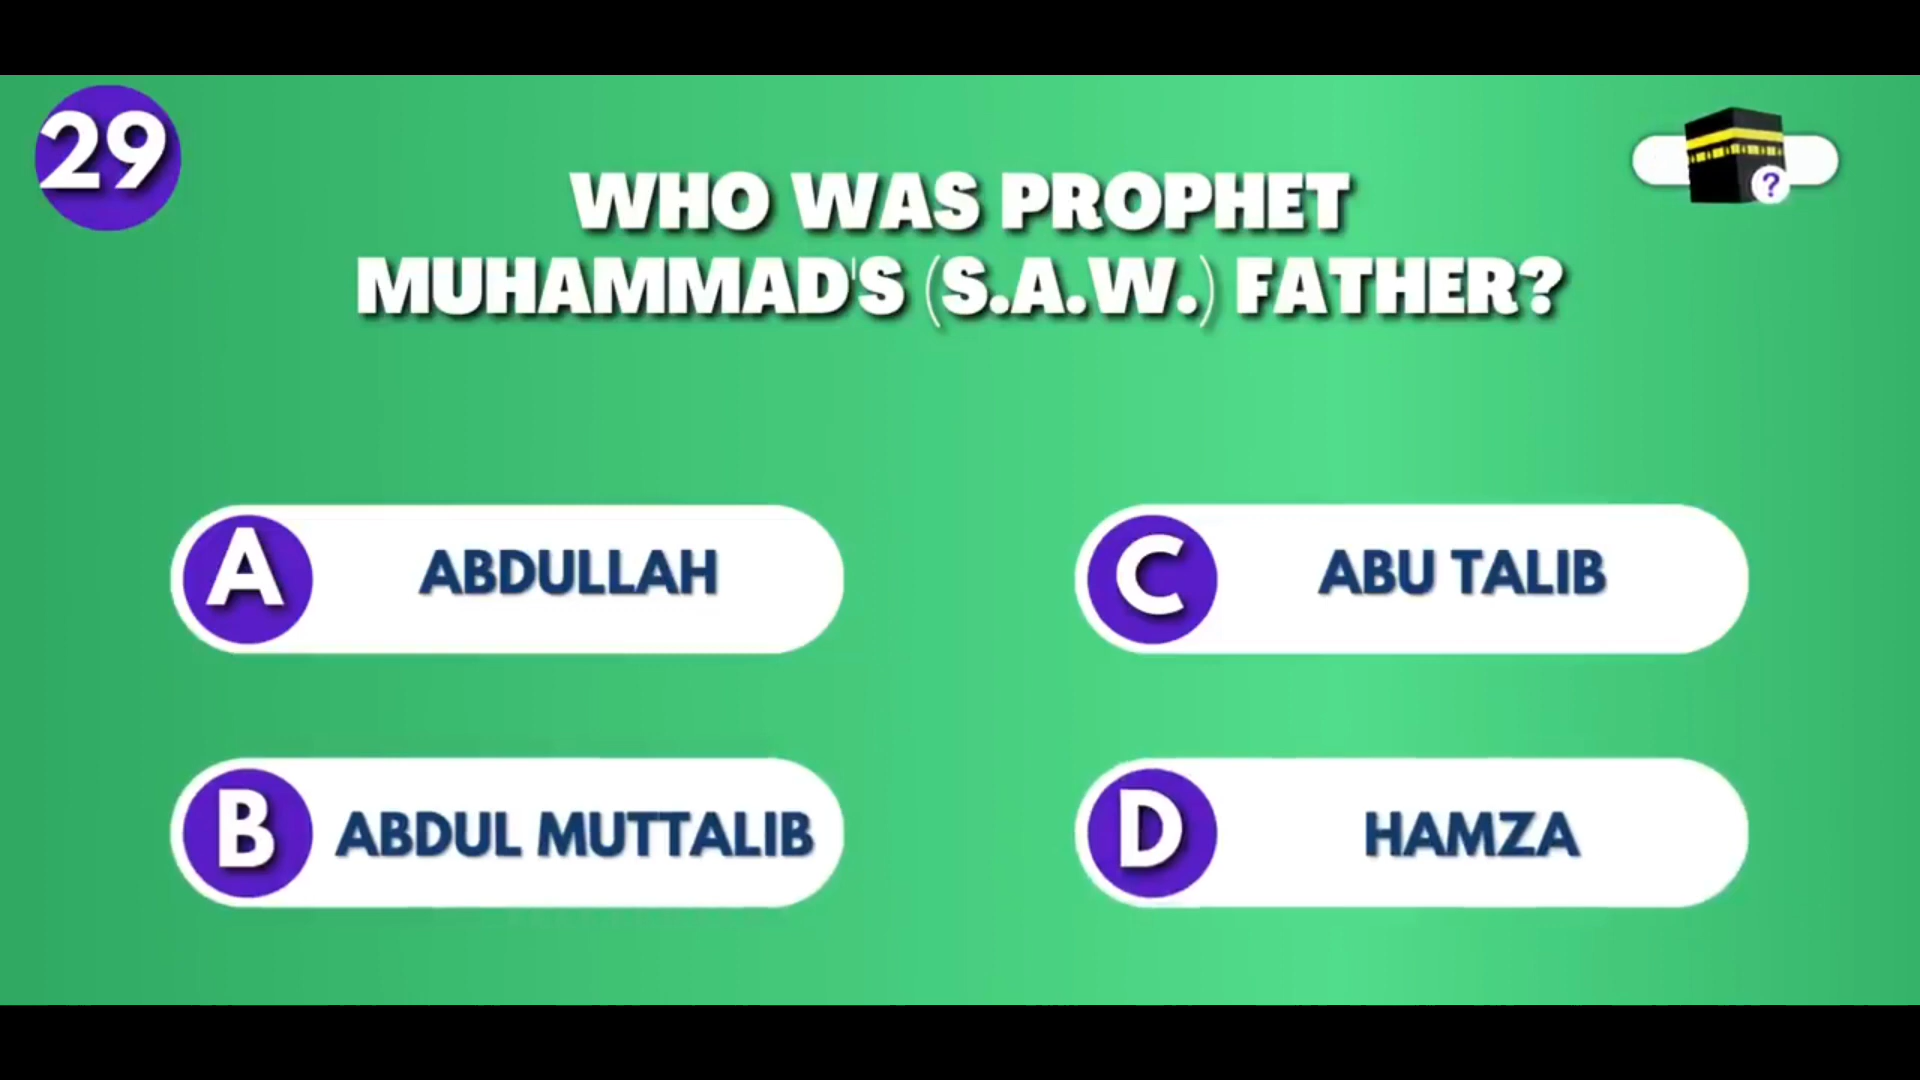 29
?
WHO WAS PROPHET
MUHAMMAD'S (S.A.W.) FATHER?
A ABDULLAH
C ABU TALIB
B ABDUL MUTTALIB
D HAMZA